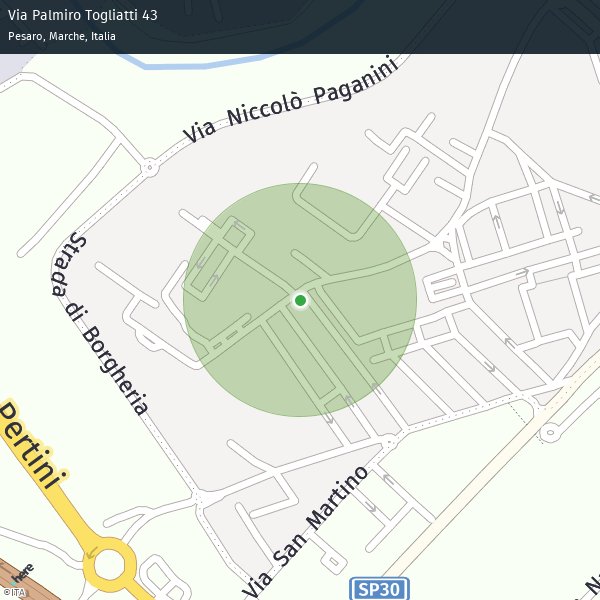 Via Palmiro Togliatti 43
Pesaro, Marche, Italia
Via Niccolò Paganini
Strada di Borgheria
Pertini
Via San Martino
SP30
here
©ITA